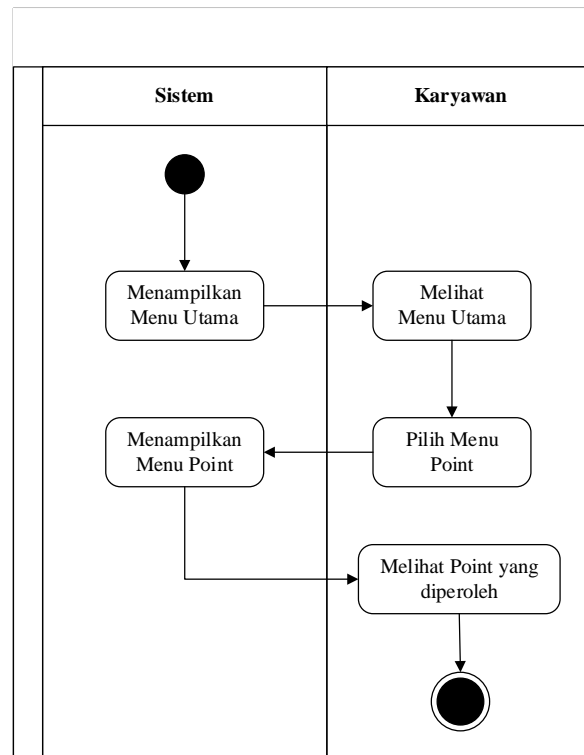 Sistem
Karyawan
Menampilkan
Menu Utama
Melihat
Menu Utama
Menampilkan
Menu Point
Pilih Menu
Point
Melihat Point yang
diperoleh